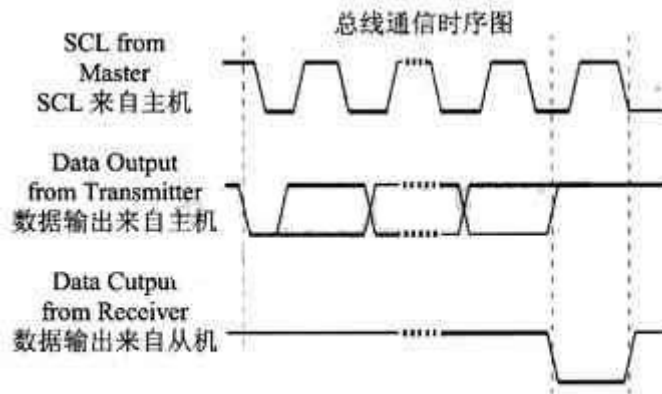 总线通信时序图
SCL from
Master
SCL 来自主机
Data Output
from Transmitter
数据输出来自主机
Data Cutput
from Receiver
数据输出来自从机